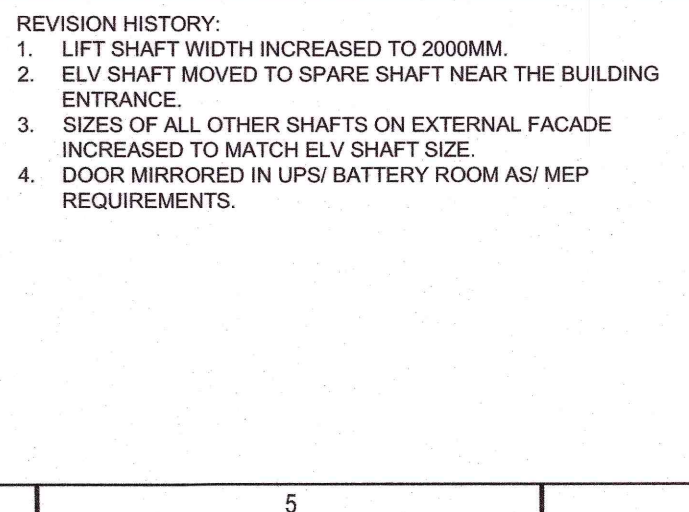 REVISION HISTORY:
1. LIFT SHAFT WIDTH INCREASED TO 2000MM.
2. ELV SHAFT MOVED TO SPARE SHAFT NEAR THE BUILDING
ENTRANCE.
3. SIZES OF ALL OTHER SHAFTS ON EXTERNAL FACADE
INCREASED TO MATCH ELV SHAFT SIZE.
4. DOOR MIRRORED IN UPS/ BATTERY ROOM AS/ MEP
REQUIREMENTS.
5